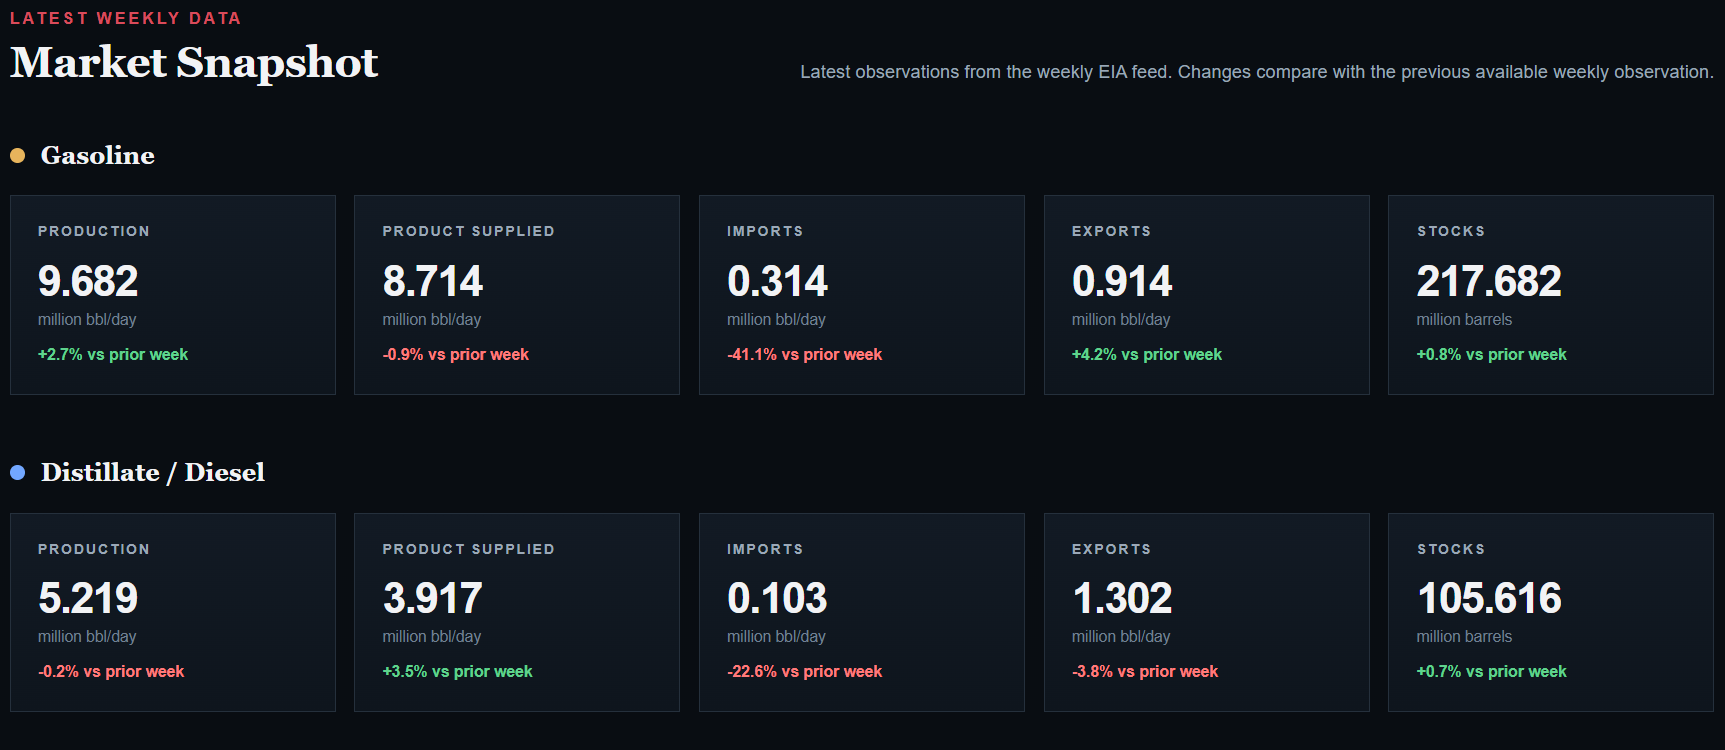 LATEST WEEKLY DATA
Market Snapshot
Latest observations from the weekly EIA feed. Changes compare with the previous available weekly observation.
Gasoline
PRODUCTION
9.682
million bbl/day
+2.7% vs prior week
PRODUCT SUPPLIED
8.714
million bbl/day
-0.9% vs prior week
IMPORTS
0.314
million bbl/day
-41.1% vs prior week
EXPORTS
0.914
million bbl/day
+4.2% vs prior week
STOCKS
217.682
million barrels
+0.8% vs prior week
Distillate / Diesel
PRODUCTION
5.219
million bbl/day
-0.2% vs prior week
PRODUCT SUPPLIED
3.917
million bbl/day
+3.5% vs prior week
IMPORTS
0.103
million bbl/day
-22.6% vs prior week
EXPORTS
1.302
million bbl/day
-3.8% vs prior week
STOCKS
105.616
million barrels
+0.7% vs prior week